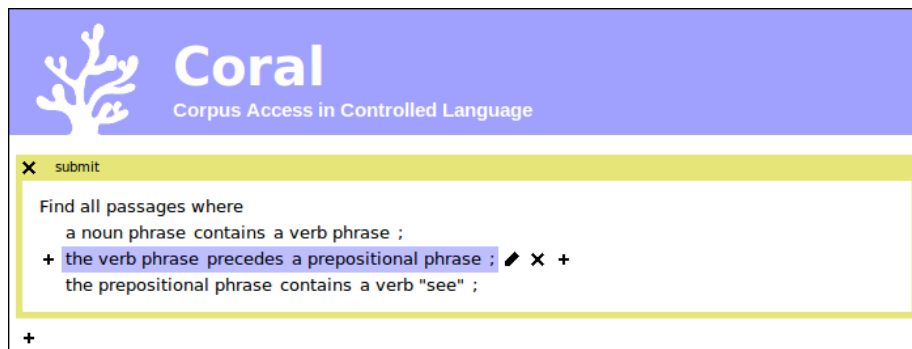 Coral
Corpus Access in Controlled Language
submit
Find all passages where
a noun phrase contains a verb phrase ;
the verb phrase precedes a prepositional phrase ;
the prepositional phrase contains a verb "see" ;